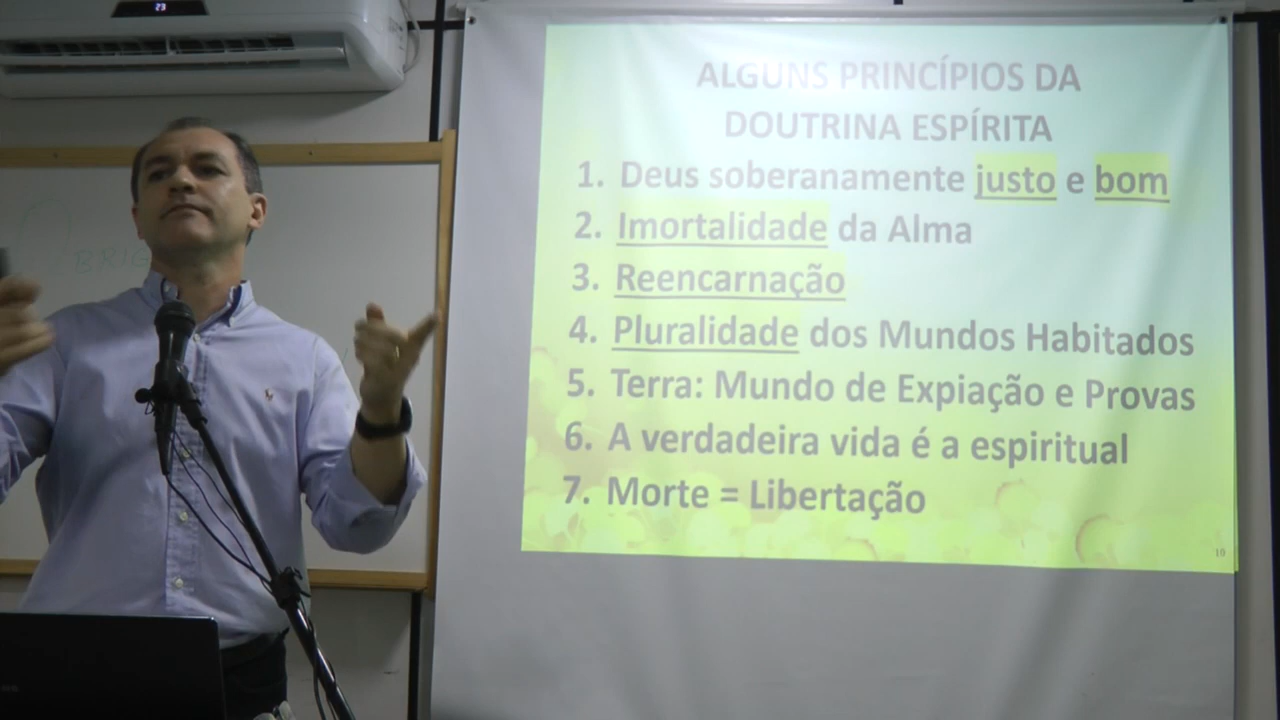 23
ALGUNS PRINCÍPIOS DA
DOUTRINA ESPÍRITA
1. Deus soberanamente justo e bom
2. Imortalidade da Alma
3. Reencarnação
4. Pluralidade dos Mundos Habitados
5. Terra: Mundo de Expiação e Provas
6. A verdadeira vida é a espiritual
7. Morte = Libertação
10